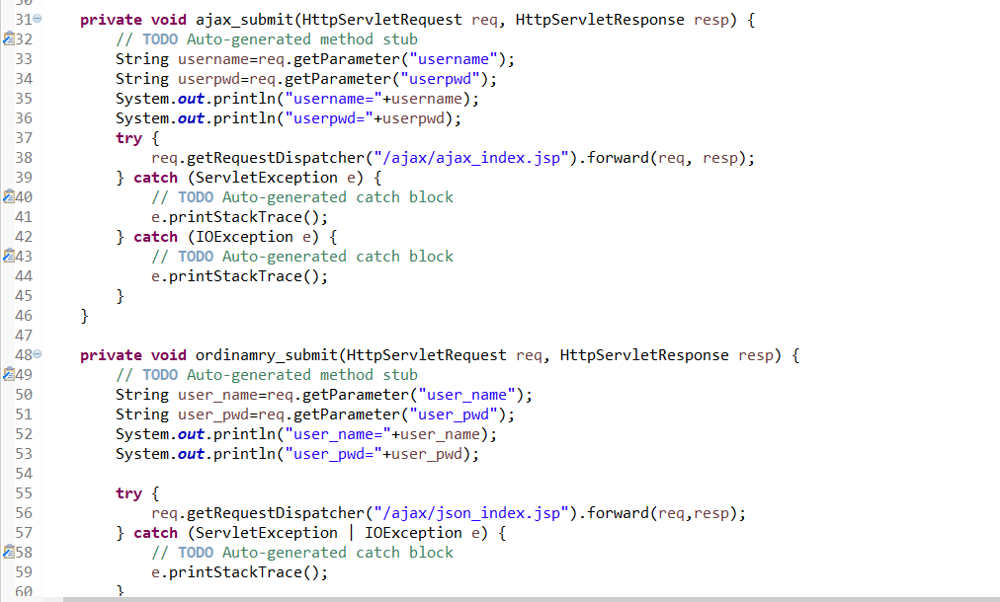 31 private void ajax_submit(HttpServletRequest req, HttpServletResponse resp) {
32 // TODO Auto-generated method stub
33 String username=req.getParameter("username");
34 String userpwd=req.getParameter("userpwd");
35 System.out.println("username="+username);
36 System.out.println("userpwd="+userpwd);
37 try {
38 req.getRequestDispatcher("/ajax/ajax_index.jsp").forward(req, resp);
39 } catch (ServletException e) {
40 // TODO Auto-generated catch block
41 e.printStackTrace();
42 } catch (IOException e) {
43 // TODO Auto-generated catch block
44 e.printStackTrace();
45 }
46 }
47
48 private void ordinamry_submit(HttpServletRequest req, HttpServletResponse resp) {
49 // TODO Auto-generated method stub
50 String user_name=req.getParameter("user_name");
51 String user_pwd=req.getParameter("user_pwd");
52 System.out.println("user_name="+user_name);
53 System.out.println("user_pwd="+user_pwd);
54
55 try {
56 req.getRequestDispatcher("/ajax/json_index.jsp").forward(req,resp);
57 } catch (ServletException | IOException e) {
58 // TODO Auto-generated catch block
59 e.printStackTrace();
60 }